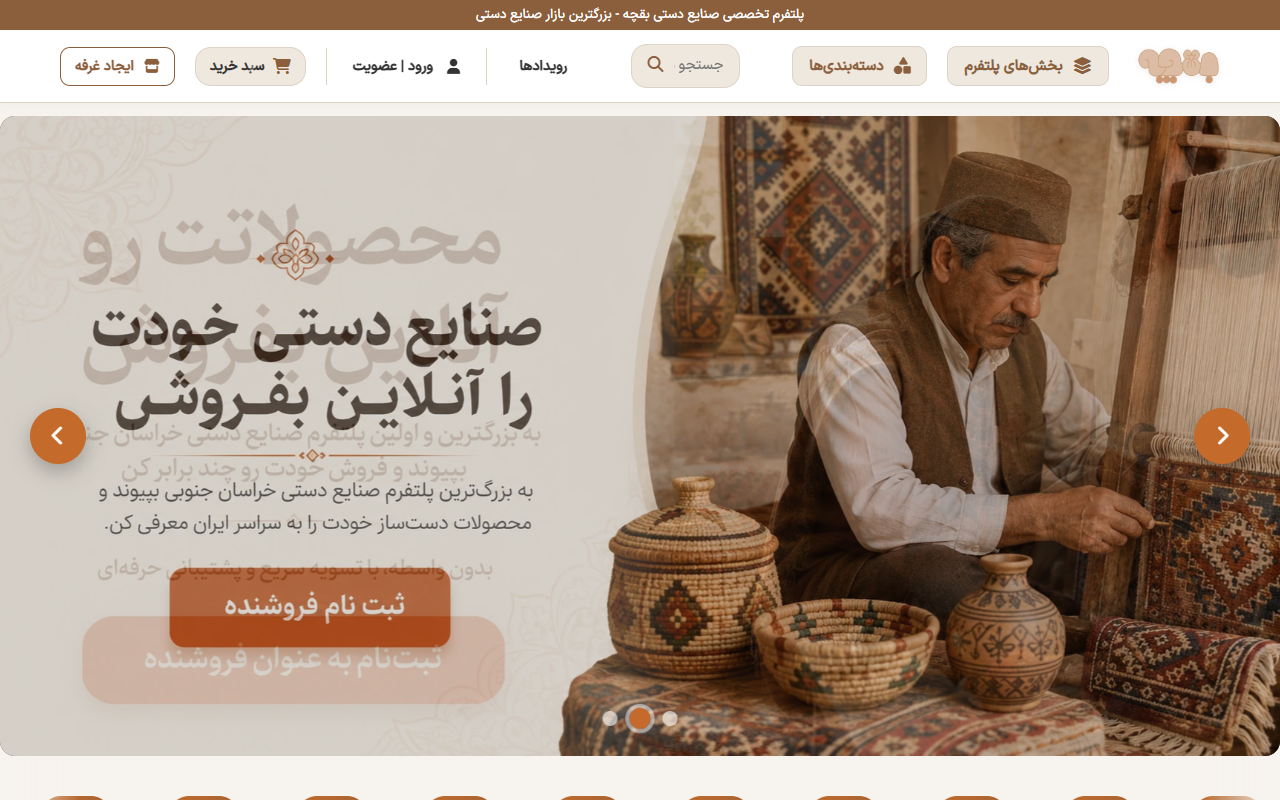 پلتفرم تخصصی صنایع دستی بقچه - بزرگترین بازار صنایع دستی
بخش‌های پلتفرم
دسته‌بندی‌ها
جستجو
رویدادها
ورود | عضویت
سبد خرید
ایجاد غرفه
محصولاتت رو
آنلاین بفروش
صنایع دستی خودت
را آنلاین بفروش
به بزرگترین و اولین پلتفرم صنایع دستی خراسان
بپیوند و فروش خودت رو چند برابر کن
به بزرگ‌ترین پلتفرم صنایع دستی خراسان جنوبی بپیوند و
محصولات دست‌ساز خودت را به سراسر ایران معرفی کن.
بدون واسطه، با تسویه سریع و پشتیبانی حرفه‌ای
ثبت نام فروشنده
ثبت‌نام به عنوان فروشنده